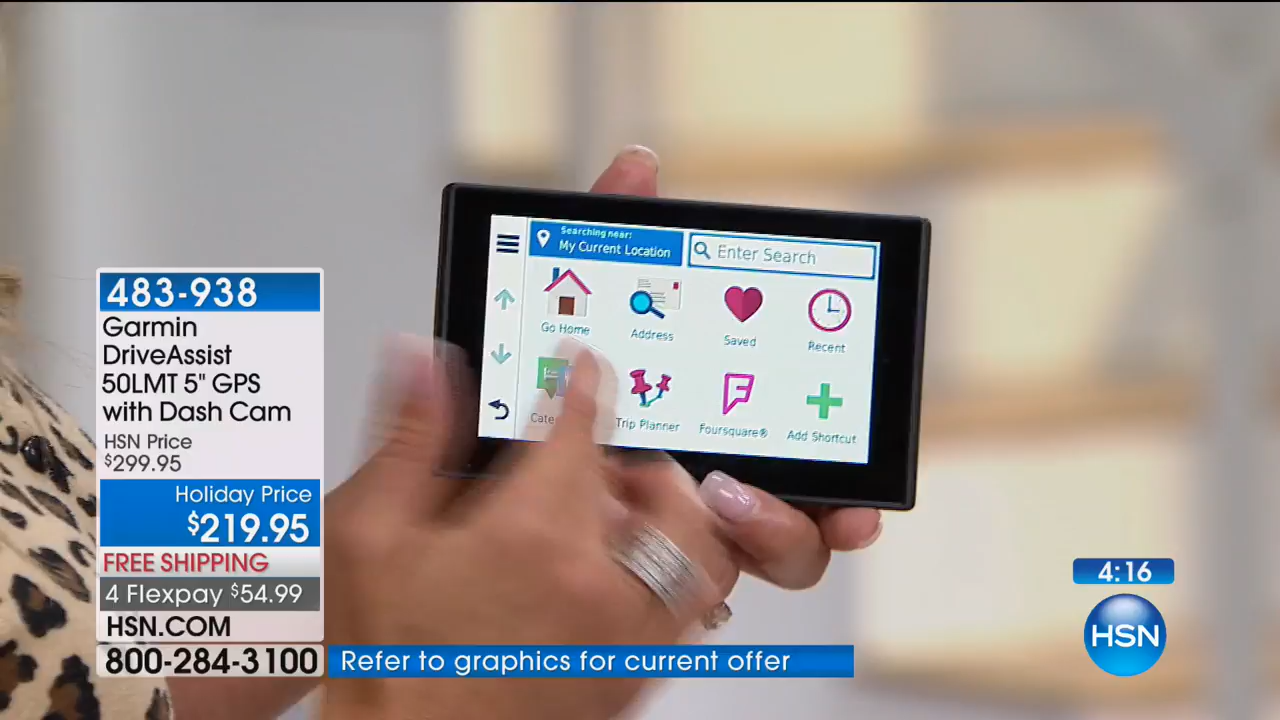 483-938
Garmin
DriveAssist
50LMT 5" GPS
with Dash Cam
HSN Price
$299.95
Holiday Price
$219.95
FREE SHIPPING
4 Flexpay $54.99
HSN.COM
800-284-3100
Refer to graphics for current offer
Searching near:
My Current Location
Enter Search
Go Home
Address
Saved
Recent
Trip Planner
Foursquare®
Add Shortcut
4:16
HSN